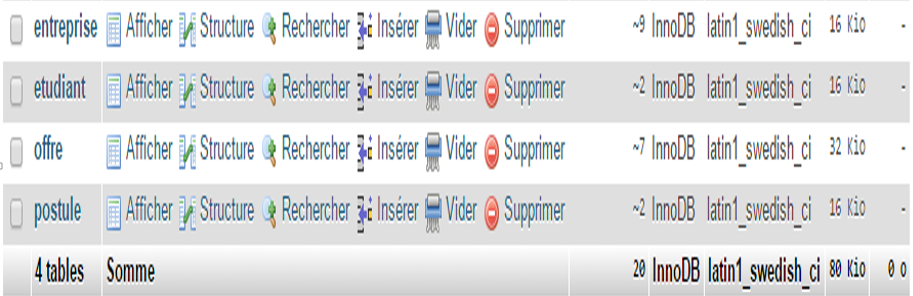 entreprise Afficher Structure Rechercher Insérer Vider Supprimer ~9 InnoDB latin1_swedish_ci 16 Kio -
etudiant Afficher Structure Rechercher Insérer Vider Supprimer ~2 InnoDB latin1_swedish_ci 16 Kio -
offre Afficher Structure Rechercher Insérer Vider Supprimer ~7 InnoDB latin1_swedish_ci 32 Kio -
postule Afficher Structure Rechercher Insérer Vider Supprimer ~2 InnoDB latin1_swedish_ci 16 Kio -
4 tables Somme 20 InnoDB latin1_swedish_ci 80 Kio 0 o